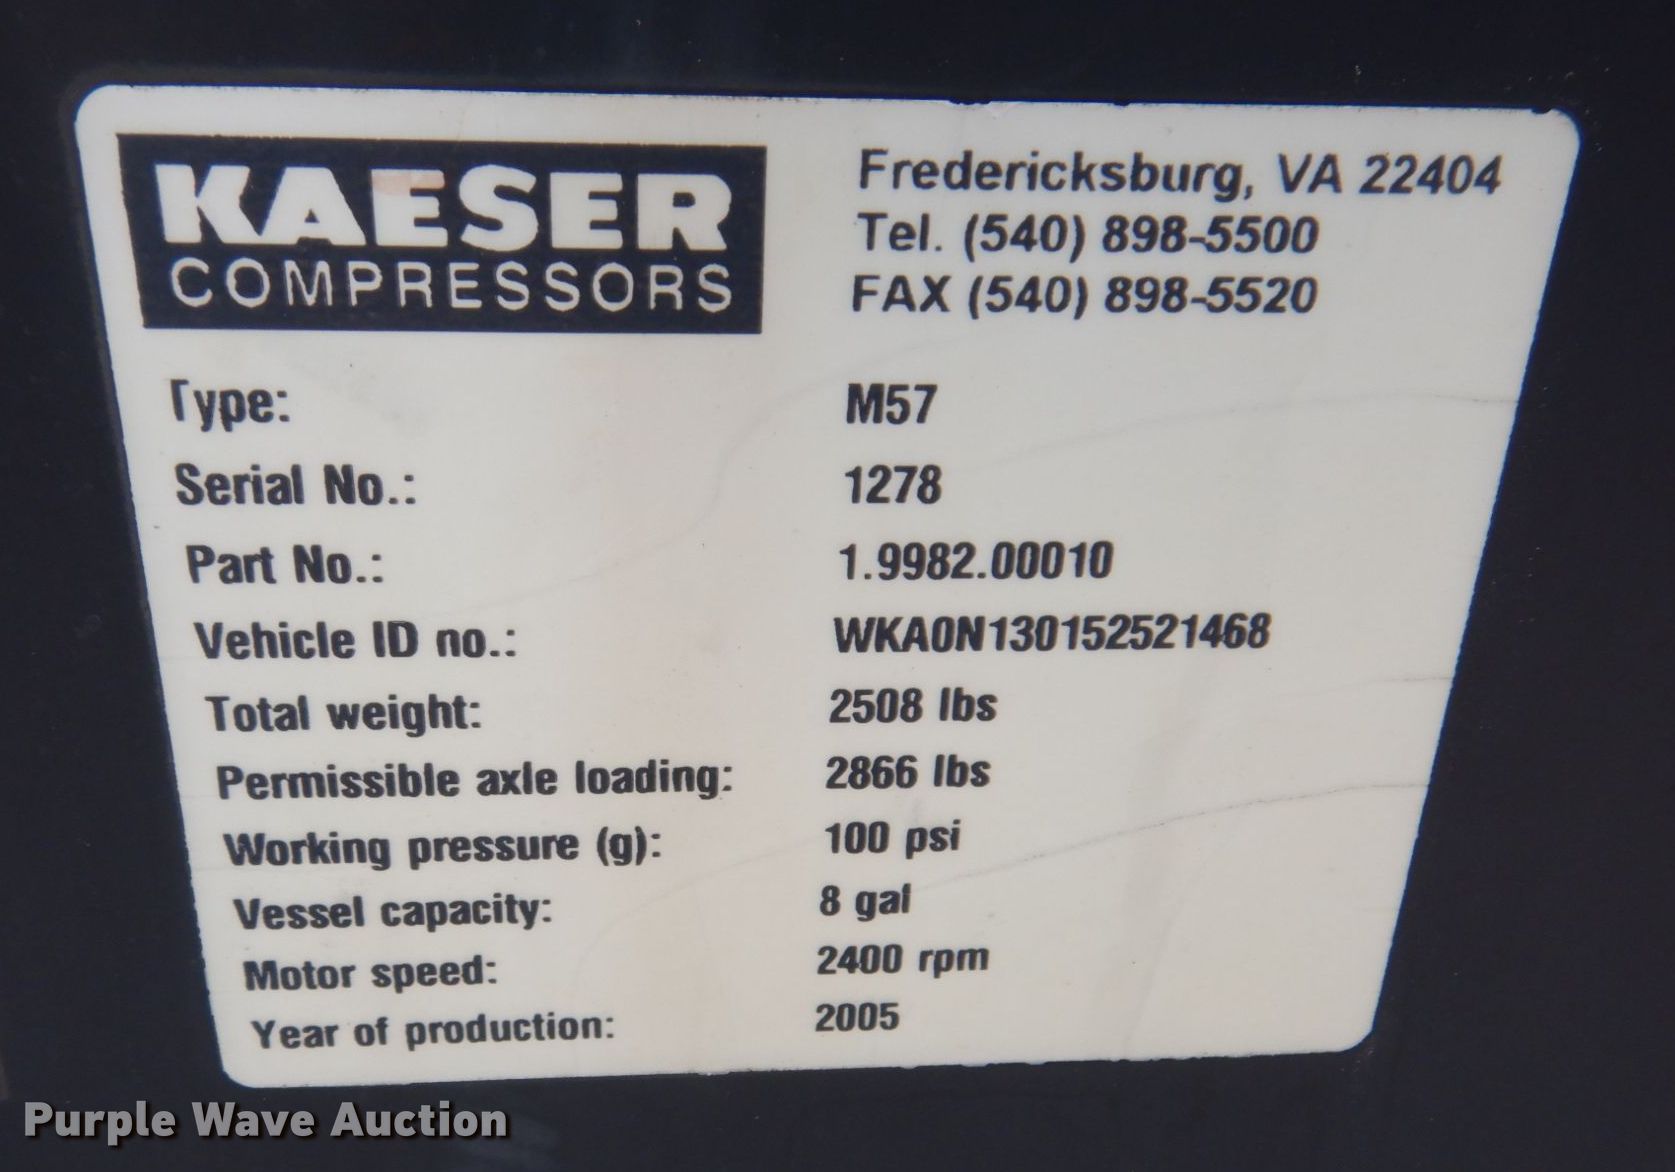 KAESER
COMPRESSORS
Fredericksburg, VA 22404
Tel. (540) 898-5500
FAX (540) 898-5520
Type: M57
Serial No.: 1278
Part No.: 1.9982.00010
Vehicle ID no.: WKA0N130152521468
Total weight: 2508 lbs
Permissible axle loading: 2866 lbs
Working pressure (g): 100 psi
Vessel capacity: 8 gal
Motor speed: 2400 rpm
Year of production: 2005
Purple Wave Auction